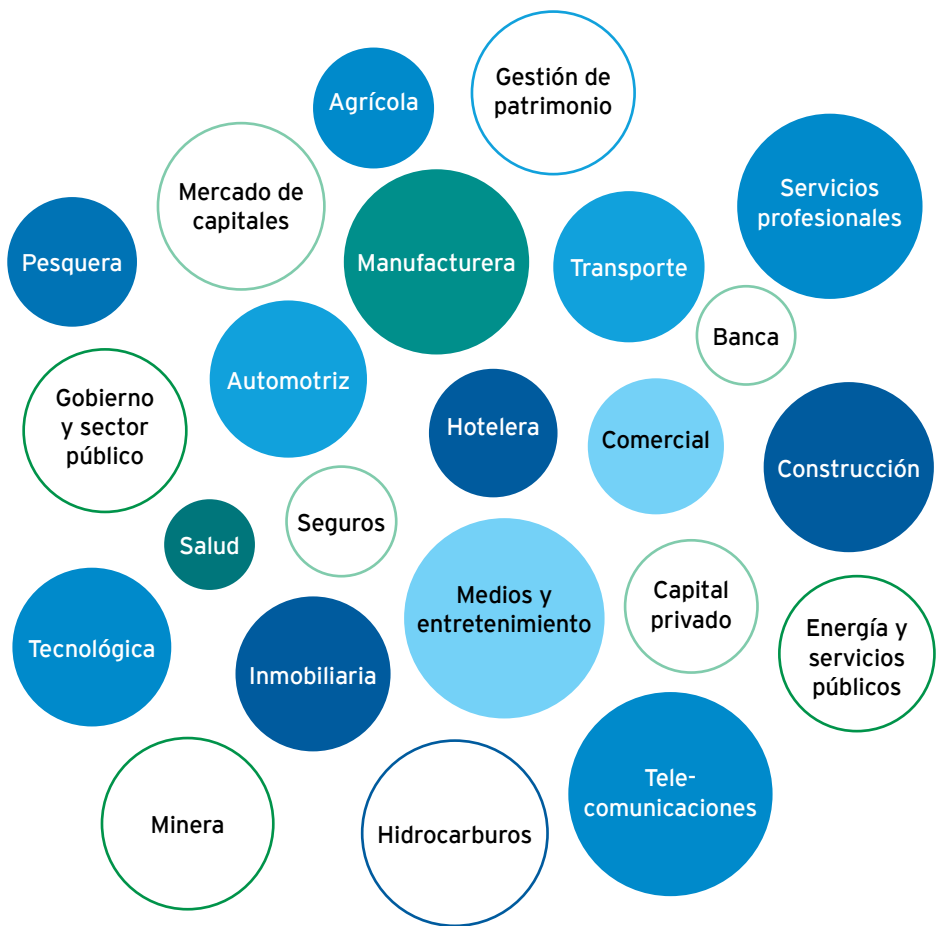 Agrícola
Gestión de
patrimonio
Mercado de
capitales
Servicios
profesionales
Pesquera
Manufacturera
Transporte
Banca
Automotriz
Gobierno
y sector
público
Hotelera
Comercial
Construcción
Seguros
Salud
Medios y
entretenimiento
Capital
privado
Energía y
servicios
públicos
Tecnológica
Inmobiliaria
Tele-
comunicaciones
Minera
Hidrocarburos